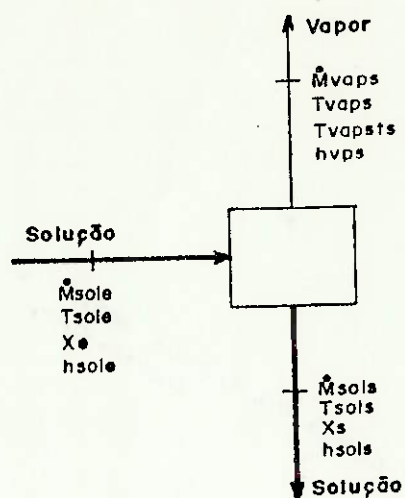 Vapor
Ṁvaps
Tvaps
Tvapsts
hvps
Solução
Ṁsole
Tsole
Xe
hsole
Ṁsols
Tsols
Xs
hsols
Solução